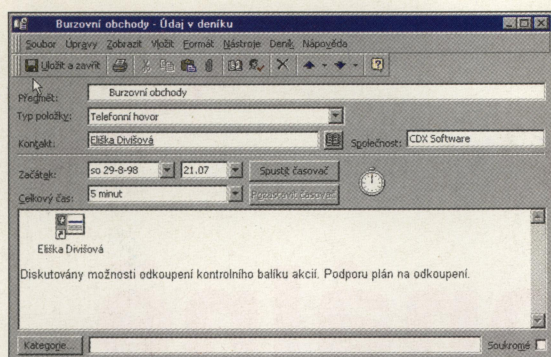 Burzovní obchody - Údaj v deníku
Soubor Úpravy Zobrazit Vložit Formát Nástroje Deník Nápověda
Uložit a zavřít
Předmět: Burzovní obchody
Typ položky: Telefonní hovor
Kontakt: Eliška Divišová Společnost: CDX Software
Začátek: so 29-8-98 21.07 Spustit časovač
Celkový čas: 5 minut Pozastavit časovač
Eliška Divišová
Diskutovány možnosti odkoupení kontrolního balíku akcií. Podporu plán na odkoupení.
Kategorie... Soukromé